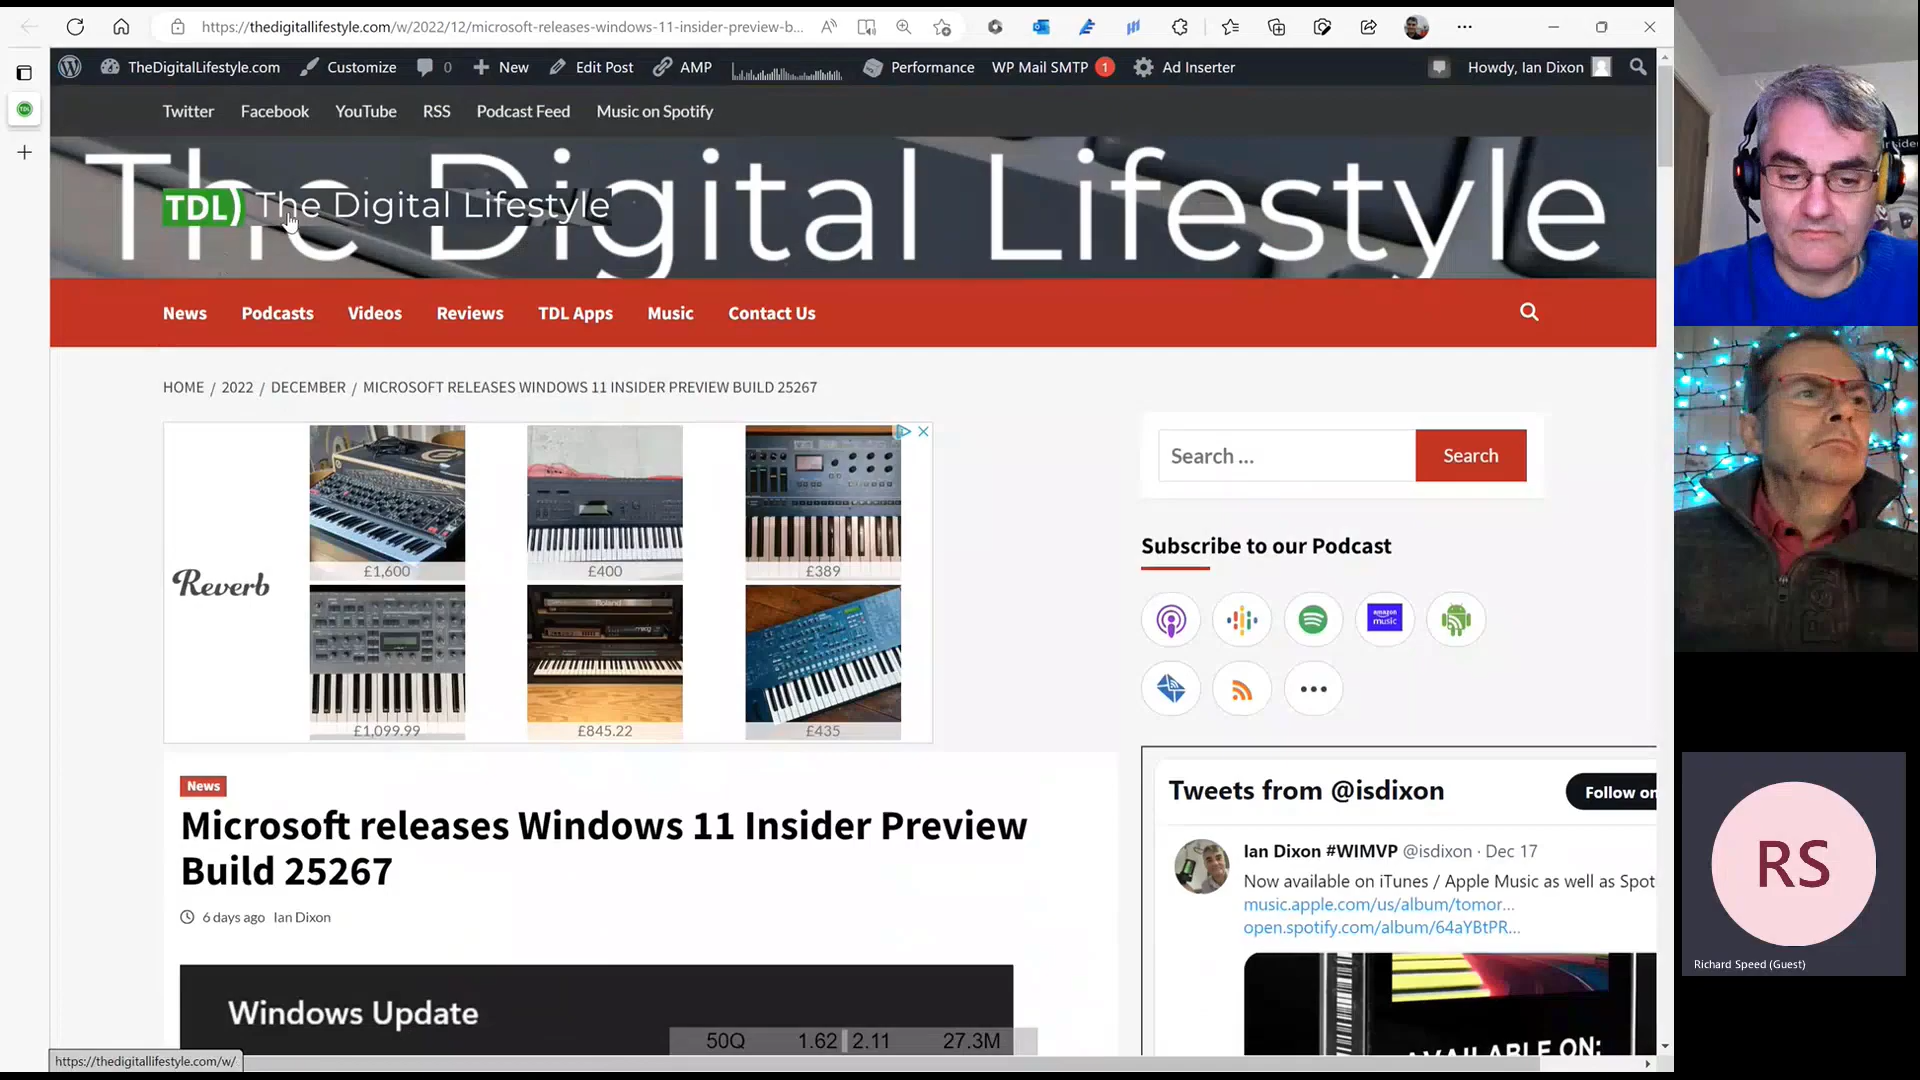 https://thedigitallifestyle.com/w/2022/12/microsoft-releases-windows-11-insider-preview-b...
TheDigitalLifestyle.com Customize 0 New Edit Post AMP Performance WP Mail SMTP 1 Ad Inserter Howdy, Ian Dixon
Twitter Facebook YouTube RSS Podcast Feed Music on Spotify
The Digital Lifestyle
TDL) The Digital Lifestyle
News Podcasts Videos Reviews TDL Apps Music Contact Us
HOME / 2022 / DECEMBER / MICROSOFT RELEASES WINDOWS 11 INSIDER PREVIEW BUILD 25267
Reverb
£1,600 £400 £389
Roland
£1,099.99 £845.22 £435
Search ... Search
Subscribe to our Podcast
amazon music
News
Microsoft releases Windows 11 Insider Preview
Build 25267
6 days ago Ian Dixon
Windows Update
50Q 1.62 2.11 27.3M
Tweets from @isdixon Follow on
Ian Dixon #WIMVP @isdixon · Dec 17
Now available on iTunes / Apple Music as well as Spot
music.apple.com/us/album/tomor...
open.spotify.com/album/64aYBtPR...
AVAILABLE ON:
https://thedigitallifestyle.com/w/
RS
Richard Speed (Guest)